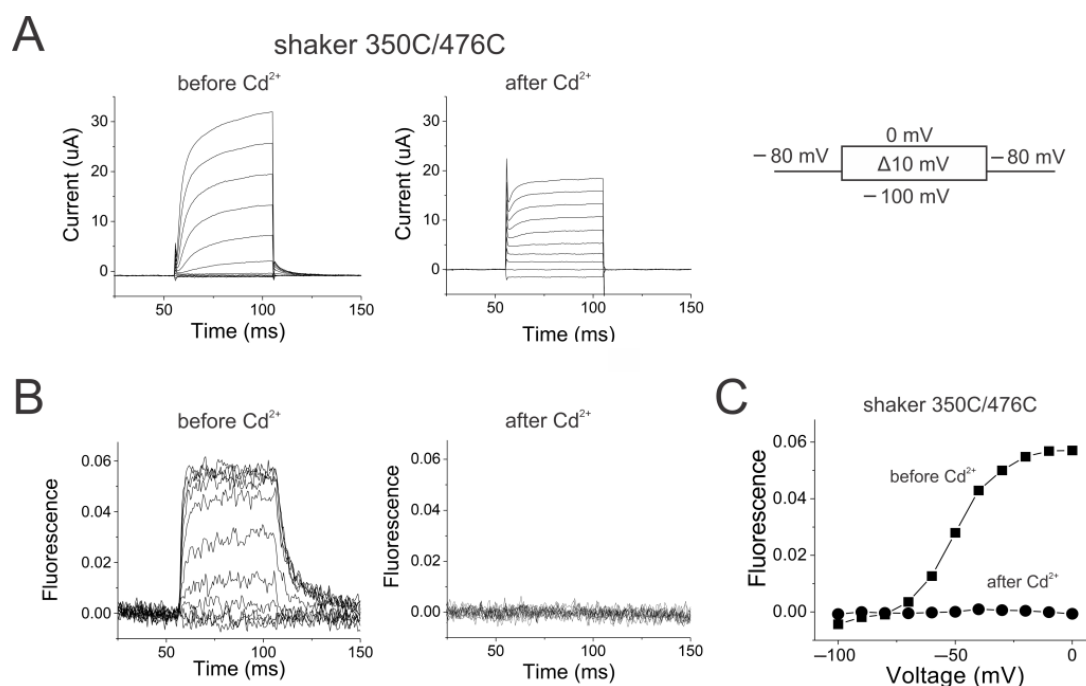 A
shaker 350C/476C
before Cd²⁺
after Cd²⁺
Current (uA)
30
20
10
0
50
100
150
Time (ms)
Current (uA)
30
20
10
0
50
100
150
Time (ms)
−80 mV
0 mV
Δ10 mV
−100 mV
−80 mV
B
before Cd²⁺
after Cd²⁺
Fluorescence
0.06
0.04
0.02
0.00
50
100
150
Time (ms)
Fluorescence
0.06
0.04
0.02
0.00
50
100
150
Time (ms)
C
shaker 350C/476C
Fluorescence
0.06
0.04
0.02
0.00
before Cd²⁺
after Cd²⁺
−100
−50
0
Voltage (mV)